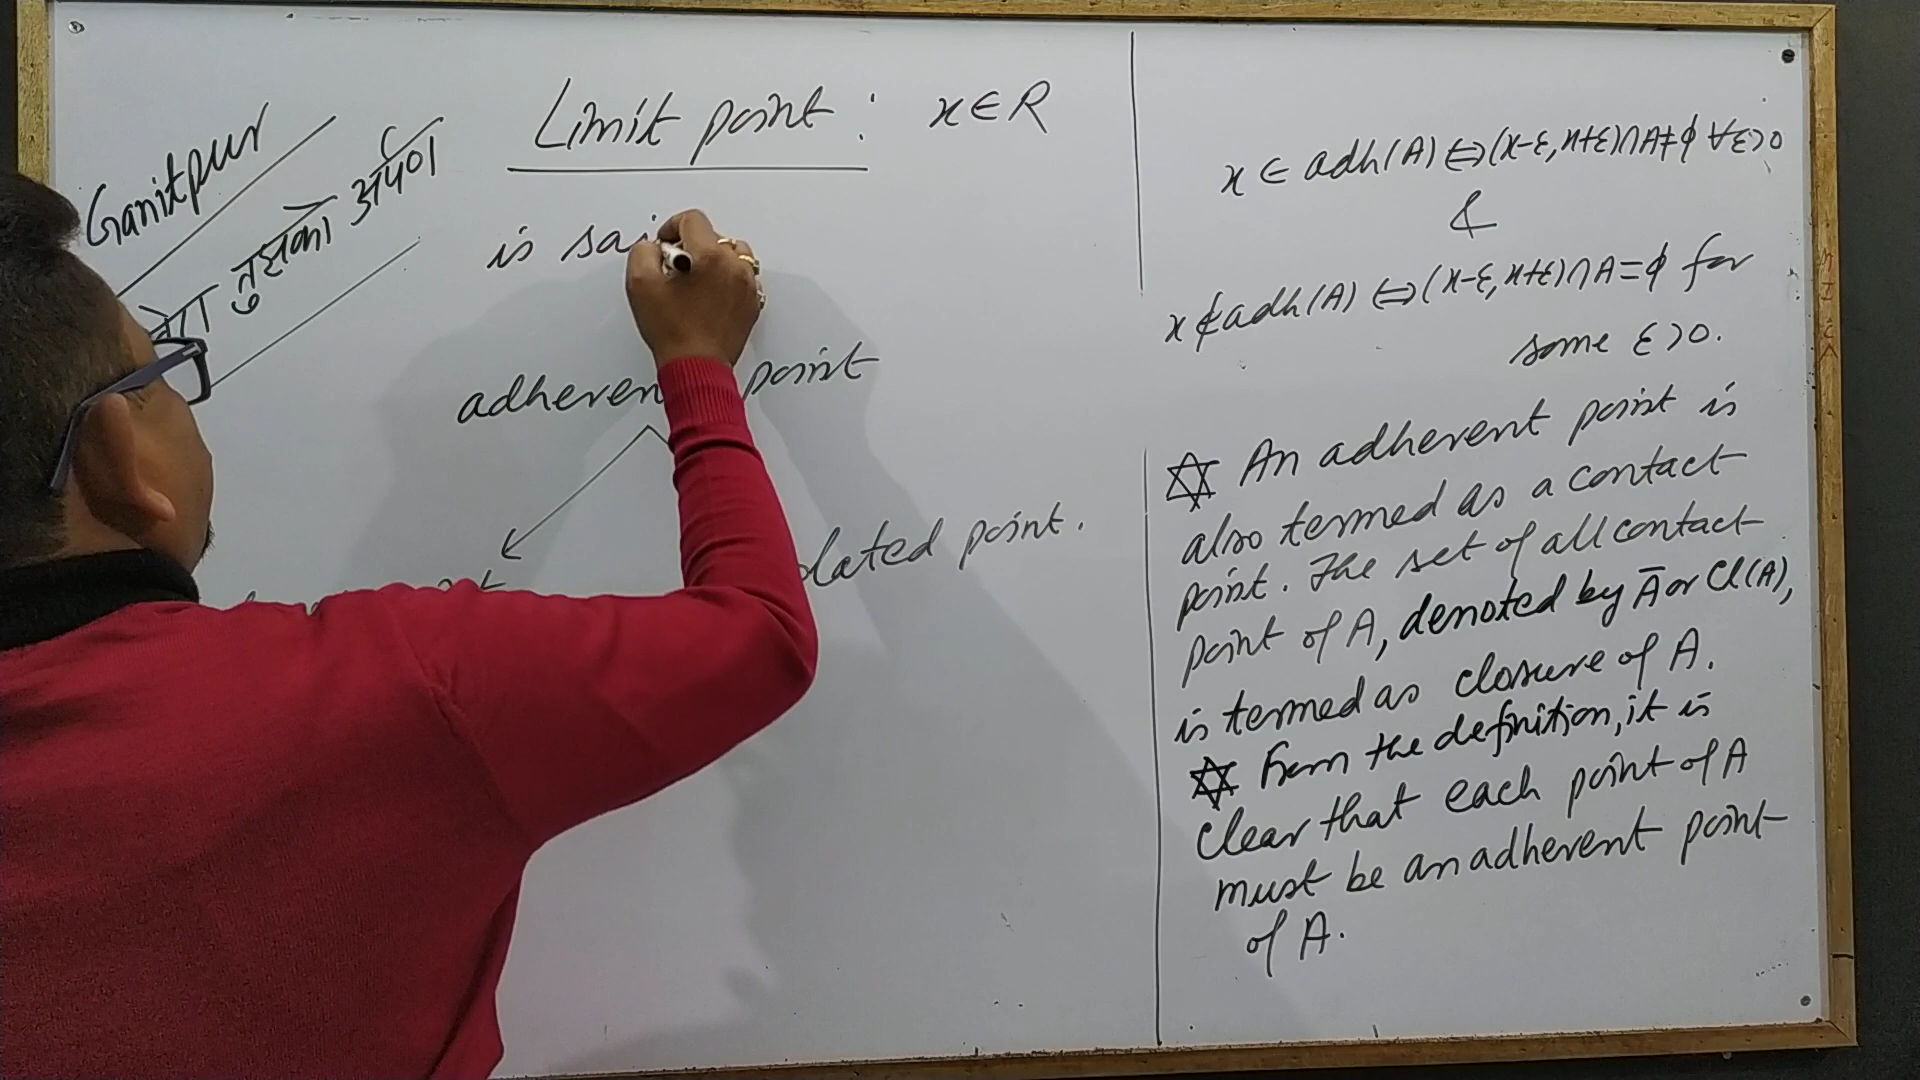 Ganitpur
तुहाको अर्पण
Limit point : x ∈ R
is sai
adheren point
lated point.
x ∈ adh(A) ⇔ (x-ε, x+ε)∩A≠ϕ ∀ε>0
&
x ∉ adh(A) ⇔ (x-ε, x+ε)∩A=ϕ for
some ε>0.
✡ An adherent point is
also termed as a contact
point. The set of all contact
point of A, denoted by Ā or Cl(A),
is termed as closure of A.
✡ From the definition, it is
clear that each point of A
must be an adherent point
of A.